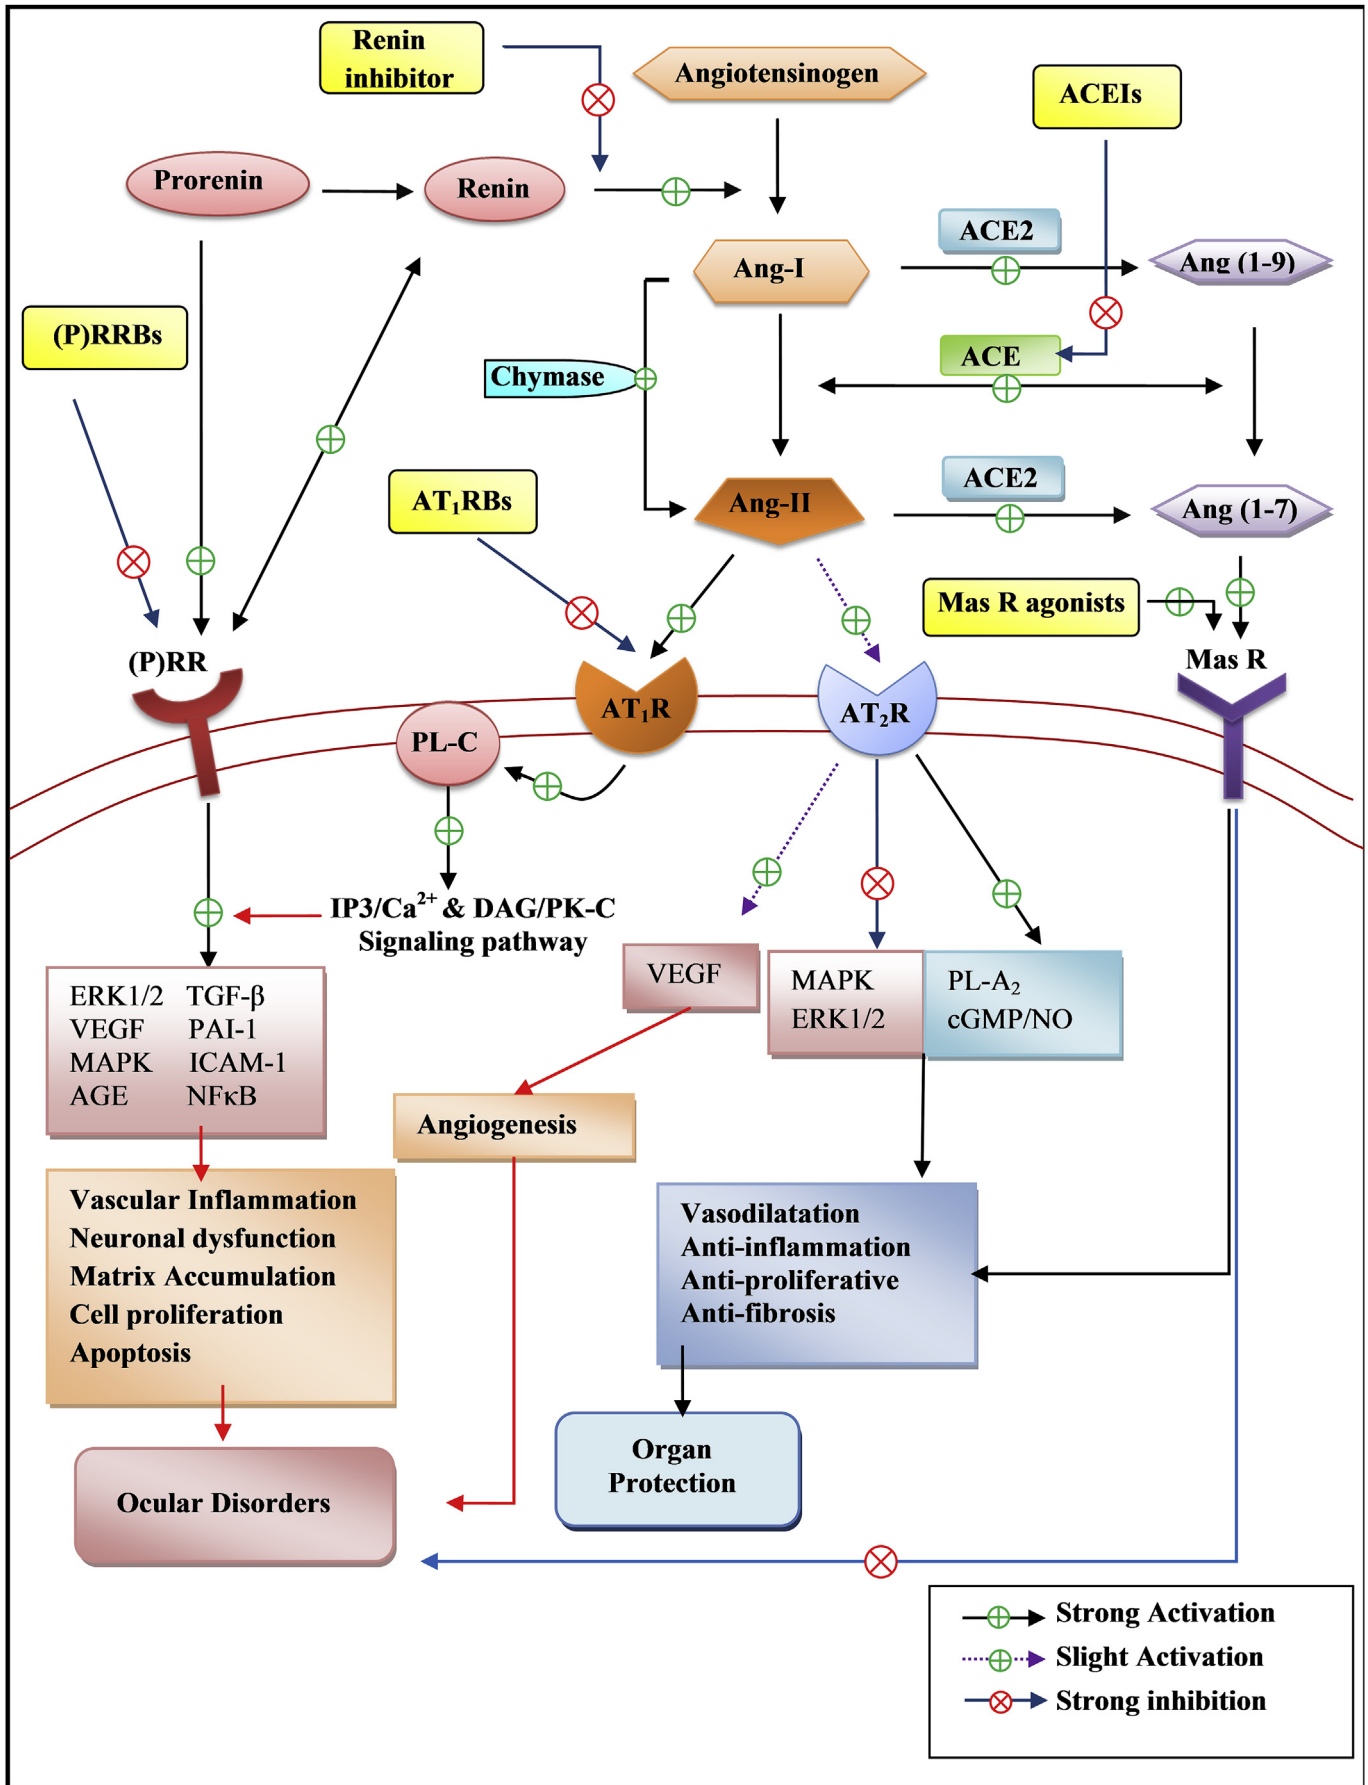 Renin
inhibitor
Angiotensinogen
ACEIs
Prorenin
Renin
ACE2
Ang-I
Ang (1-9)
(P)RRBs
ACE
Chymase
AT₁RBs
Ang-II
ACE2
Ang (1-7)
Mas R agonists
(P)RR
Mas R
AT₁R
AT₂R
PL-C
IP3/Ca²⁺ & DAG/PK-C
Signaling pathway
VEGF
MAPK
ERK1/2
PL-A₂
cGMP/NO
ERK1/2 TGF-β
VEGF PAI-1
MAPK ICAM-1
AGE NFκB
Angiogenesis
Vascular Inflammation
Neuronal dysfunction
Matrix Accumulation
Cell proliferation
Apoptosis
Vasodilatation
Anti-inflammation
Anti-proliferative
Anti-fibrosis
Organ
Protection
Ocular Disorders
Strong Activation
Slight Activation
Strong inhibition